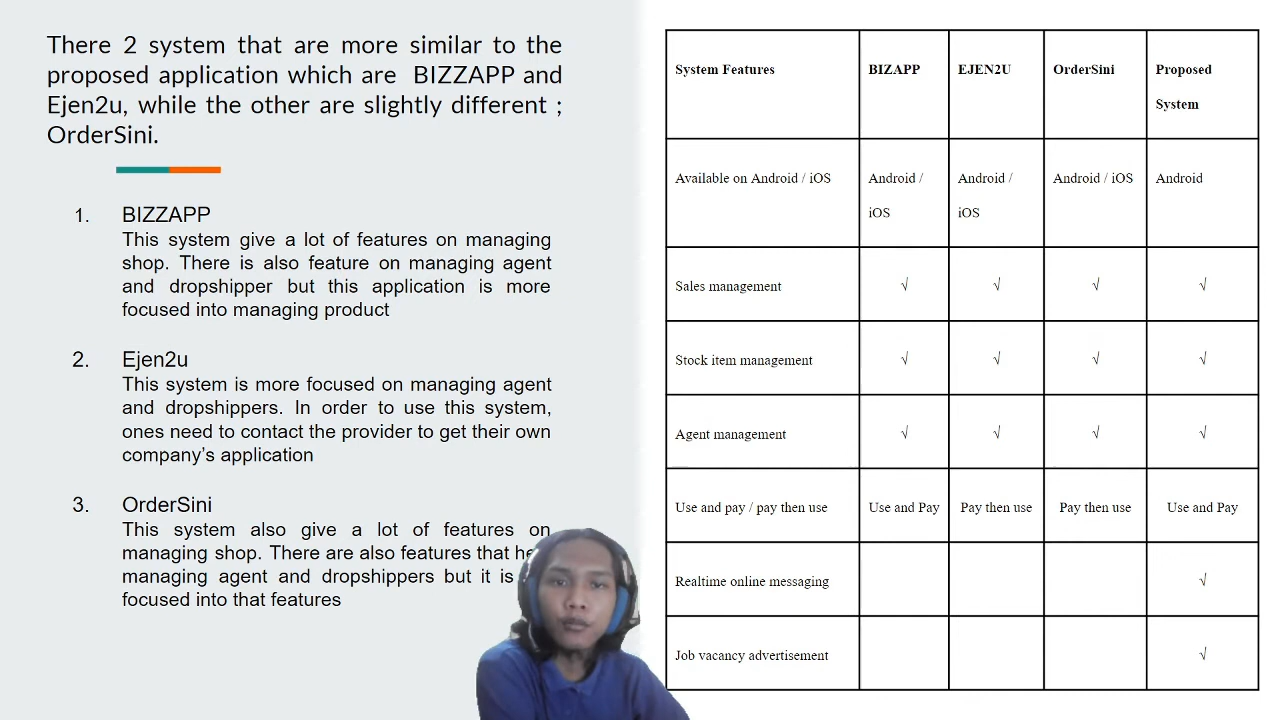 There 2 system that are more similar to the
proposed application which are BIZZAPP and
Ejen2u, while the other are slightly different ;
OrderSini.
1. BIZZAPP
This system give a lot of features on managing
shop. There is also feature on managing agent
and dropshipper but this application is more
focused into managing product
2. Ejen2u
This system is more focused on managing agent
and dropshippers. In order to use this system,
ones need to contact the provider to get their own
company's application
3. OrderSini
This system also give a lot of features on
managing shop. There are also features that
managing agent and dropshippers but it is
focused into that features
System Features BIZAPP EJEN2U OrderSini Proposed
System
Available on Android / iOS Android / Android / Android / iOS Android
iOS iOS
Sales management √ √ √ √
Stock item management √ √ √ √
Agent management √ √ √ √
Use and pay / pay then use Use and Pay Pay then use Pay then use Use and Pay
Realtime online messaging √
Job vacancy advertisement √